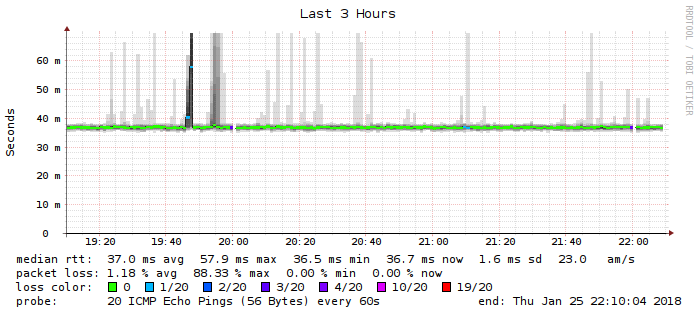 Last 3 Hours
RRDTOOL / TOBI OETIKER
Seconds
60 m
50 m
40 m
30 m
20 m
10 m
0
19:20 19:40 20:00 20:20 20:40 21:00 21:20 21:40 22:00
median rtt: 37.0 ms avg 57.9 ms max 36.5 ms min 36.7 ms now 1.6 ms sd 23.0 am/s
packet loss: 1.18 % avg 88.33 % max 0.00 % min 0.00 % now
loss color: 0 1/20 2/20 3/20 4/20 10/20 19/20
probe: 20 ICMP Echo Pings (56 Bytes) every 60s end: Thu Jan 25 22:10:04 2018